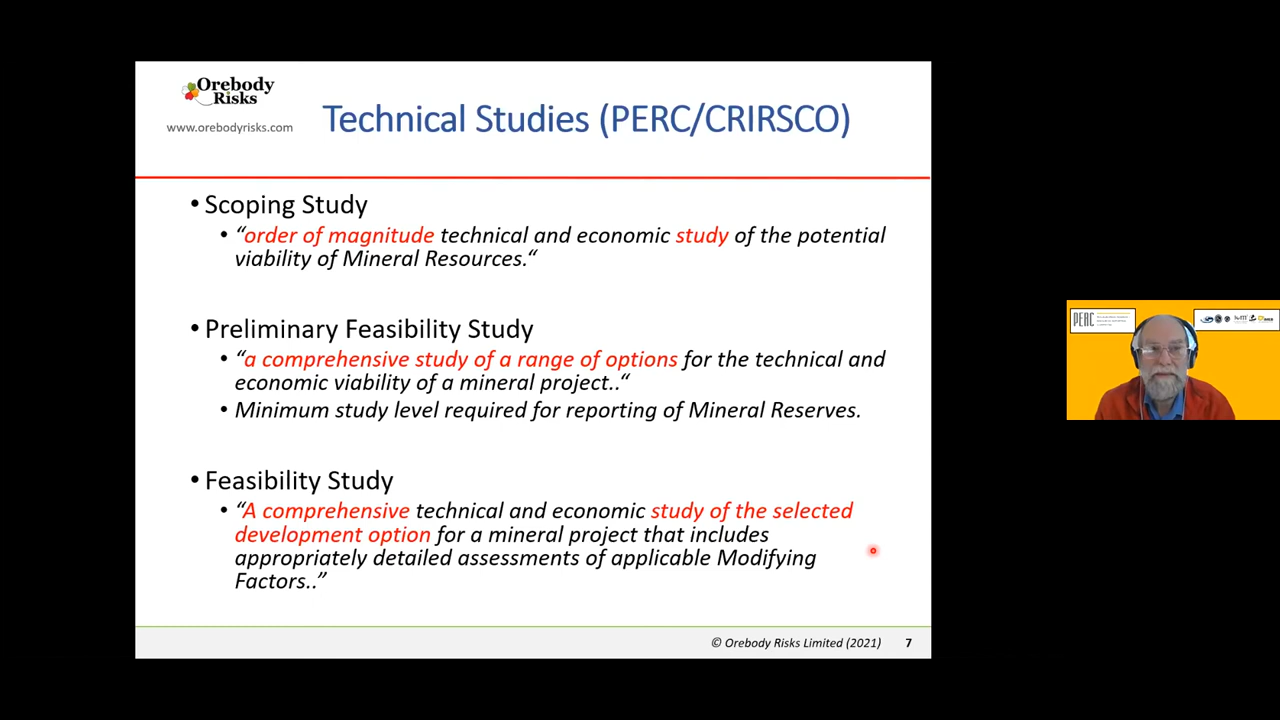 Orebody
Risks
www.orebodyrisks.com
Technical Studies (PERC/CRIRSCO)
• Scoping Study
• “order of magnitude technical and economic study of the potential
viability of Mineral Resources.“
• Preliminary Feasibility Study
• “a comprehensive study of a range of options for the technical and
economic viability of a mineral project..“
• Minimum study level required for reporting of Mineral Reserves.
• Feasibility Study
• “A comprehensive technical and economic study of the selected
development option for a mineral project that includes
appropriately detailed assessments of applicable Modifying
Factors..”
© Orebody Risks Limited (2021) 7
PERC